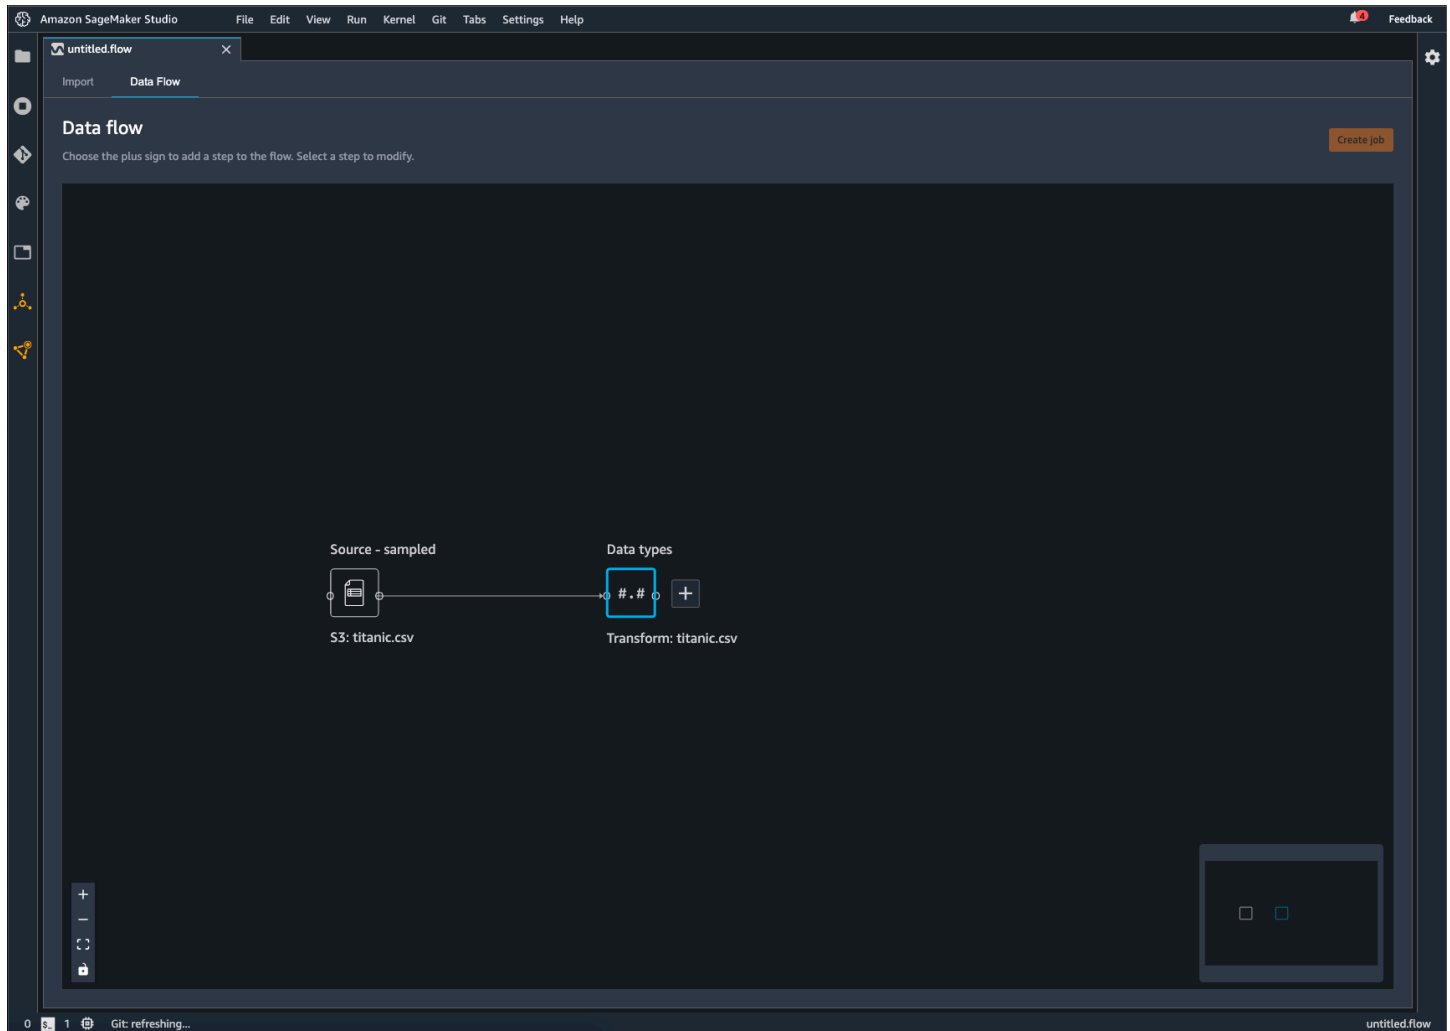 Amazon SageMaker Studio File Edit View Run Kernel Git Tabs Settings Help 4 Feedback
untitled.flow
Import Data Flow
Data flow
Create job
Choose the plus sign to add a step to the flow. Select a step to modify.
Source - sampled Data types
#.#
S3: titanic.csv Transform: titanic.csv
0 $_ 1 Git: refreshing... untitled.flow